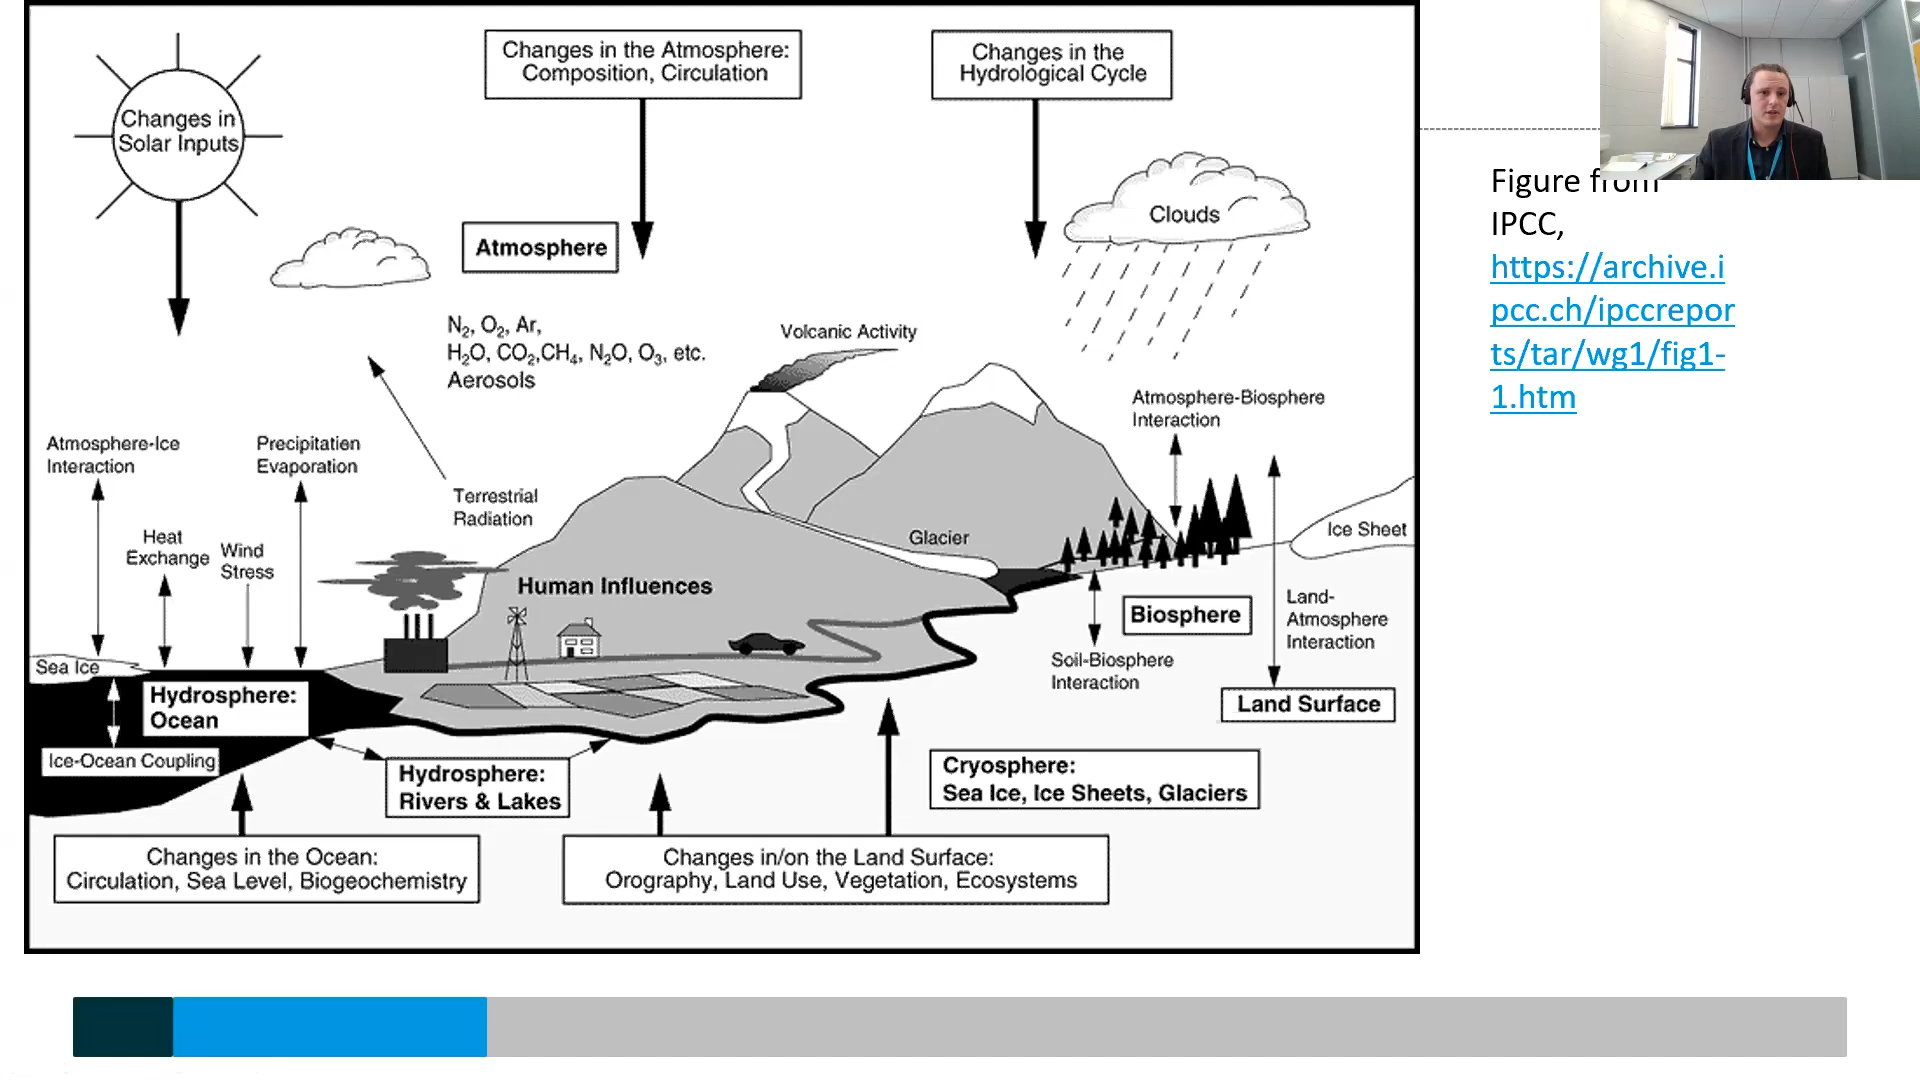 Changes in
Solar Inputs
Changes in the Atmosphere:
Composition, Circulation
Changes in the
Hydrological Cycle
Clouds
Atmosphere
N₂, O₂, Ar,
H₂O, CO₂,CH₄, N₂O, O₃, etc.
Aerosols
Volcanic Activity
Atmosphere-Ice
Interaction
Precipitation
Evaporation
Terrestrial
Radiation
Heat
Exchange
Wind
Stress
Atmosphere-Biosphere
Interaction
Glacier
Ice Sheet
Human Influences
Biosphere
Land-
Atmosphere
Interaction
Soil-Biosphere
Interaction
Land Surface
Sea Ice
Hydrosphere:
Ocean
Ice-Ocean Coupling
Hydrosphere:
Rivers & Lakes
Cryosphere:
Sea Ice, Ice Sheets, Glaciers
Changes in the Ocean:
Circulation, Sea Level, Biogeochemistry
Changes in/on the Land Surface:
Orography, Land Use, Vegetation, Ecosystems
Figure from
IPCC,
https://archive.i
pcc.ch/ipccrepor
ts/tar/wg1/fig1-
1.htm